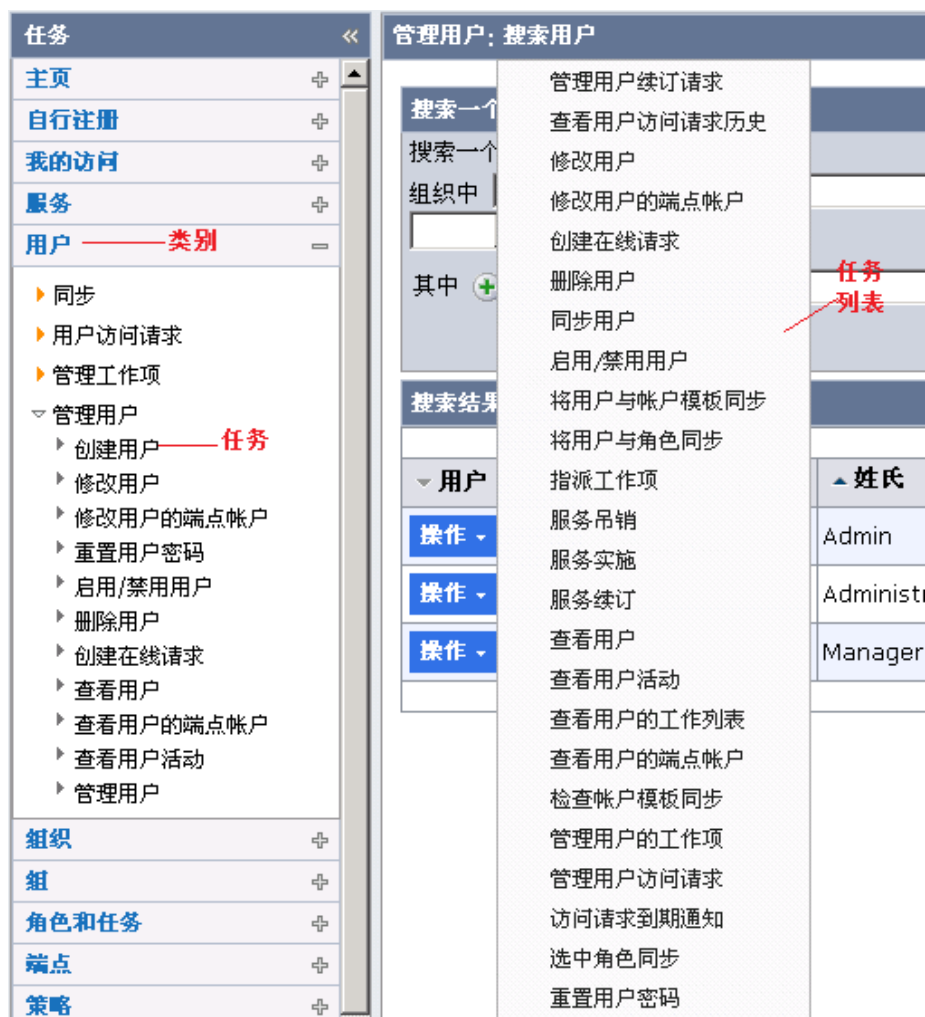 任务 «
主页
自行注册
我的访问
服务
用户 类别
同步
用户访问请求
管理工作项
管理用户
创建用户 任务
修改用户
修改用户的端点帐户
重置用户密码
启用/禁用用户
删除用户
创建在线请求
查看用户
查看用户的端点帐户
查看用户活动
管理用户
组织
组
角色和任务
端点
策略
管理用户: 搜索用户
搜索一个
搜索一个
组织中
其中
搜索结果
用户
姓氏
操作
Admin
操作
Administr
操作
Manager
管理用户续订请求
查看用户访问请求历史
修改用户
修改用户的端点帐户
创建在线请求
删除用户
同步用户
启用/禁用用户
将用户与帐户模板同步
将用户与角色同步
指派工作项
服务吊销
服务实施
服务续订
查看用户
查看用户活动
查看用户的工作列表
查看用户的端点帐户
检查帐户模板同步
管理用户的工作项
管理用户访问请求
访问请求到期通知
选中角色同步
重置用户密码
任务
列表